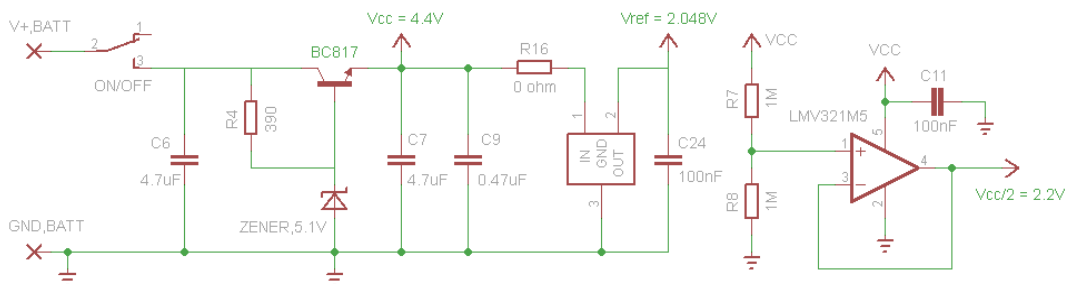 V+,BATT
1
2
3
ON/OFF
C6
4.7uF
R4
390
BC817
ZENER,5.1V
GND,BATT
Vcc = 4.4V
C7
4.7uF
C9
0.47uF
R16
0 ohm
1
2
IN
GND
OUT
3
Vref = 2.048V
C24
100nF
VCC
R7
1M
R8
1M
VCC
C11
100nF
LMV321M5
5
1
+
3
−
4
2
Vcc/2 = 2.2V